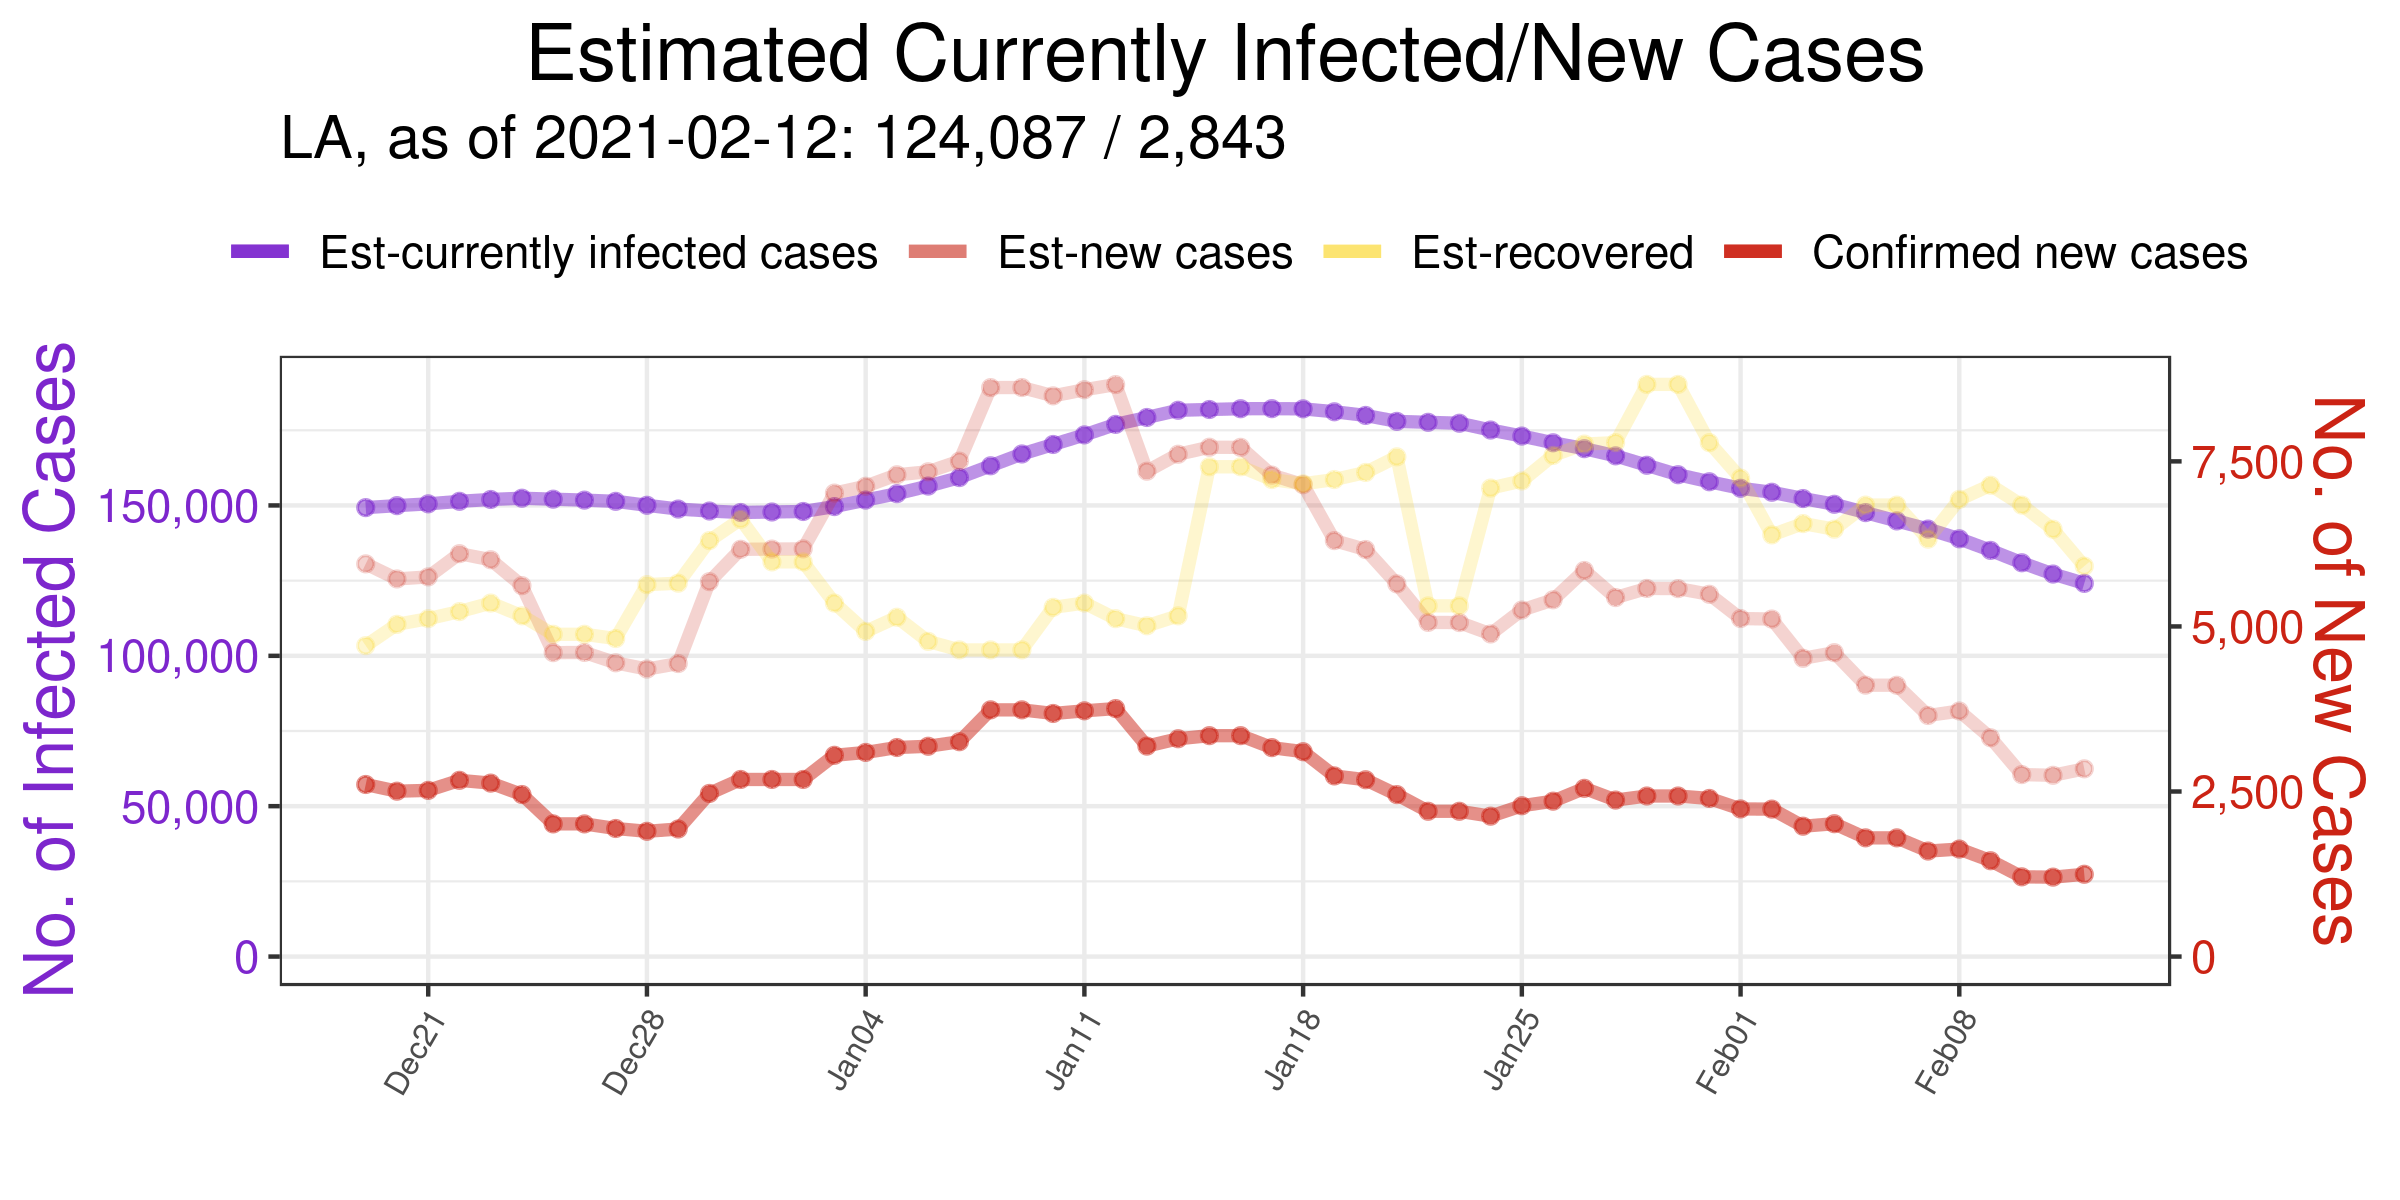 Estimated Currently Infected/New Cases
LA, as of 2021-02-12: 124,087 / 2,843
Est-currently infected cases Est-new cases Est-recovered Confirmed new cases
No. of Infected Cases
150,000
100,000
50,000
0
7,500
5,000
2,500
0
No. of New Cases
Dec21 Dec28 Jan04 Jan11 Jan18 Jan25 Feb01 Feb08